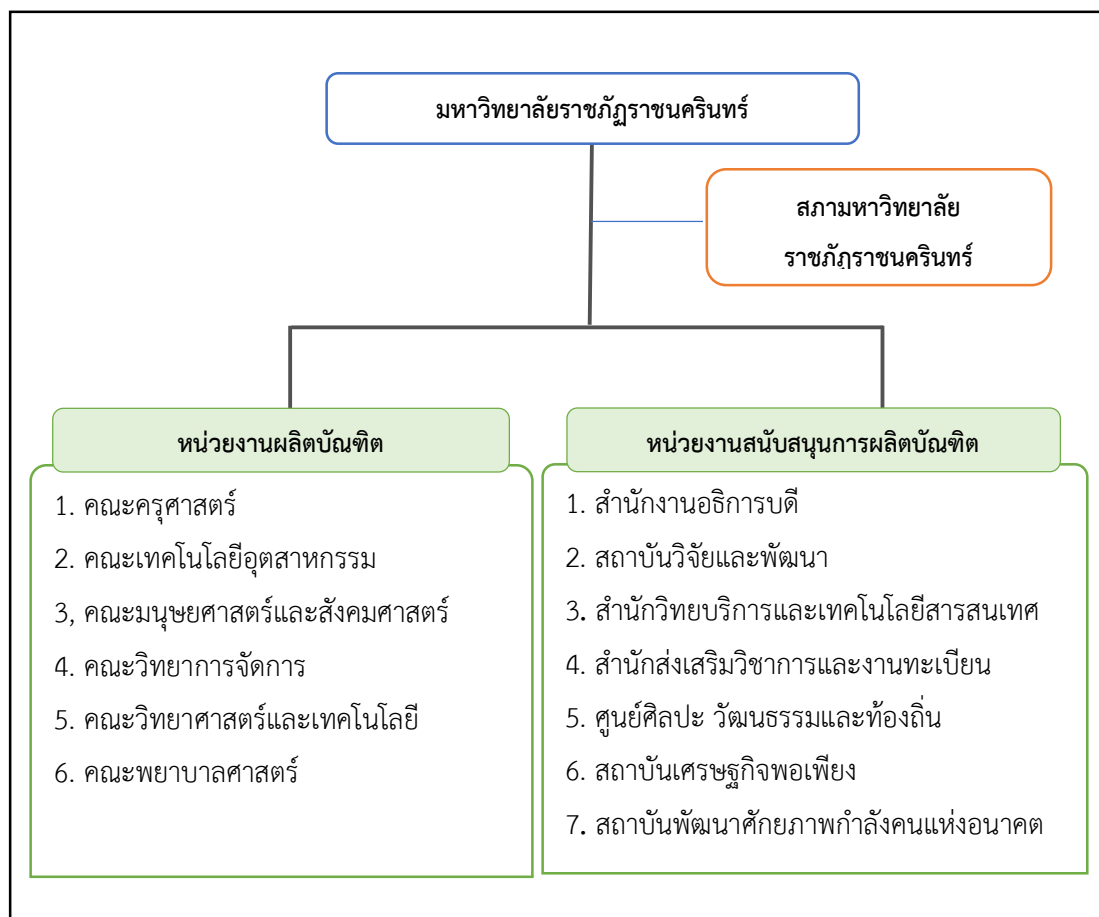 มหาวิทยาลัยราชภัฏราชนครินทร์
สภามหาวิทยาลัย
ราชภัฏราชนครินทร์
หน่วยงานผลิตบัณฑิต
1. คณะครุศาสตร์
2. คณะเทคโนโลยีอุตสาหกรรม
3, คณะมนุษยศาสตร์และสังคมศาสตร์
4. คณะวิทยาการจัดการ
5. คณะวิทยาศาสตร์และเทคโนโลยี
6. คณะพยาบาลศาสตร์
หน่วยงานสนับสนุนการผลิตบัณฑิต
1. สำนักงานอธิการบดี
2. สถาบันวิจัยและพัฒนา
3. สำนักวิทยบริการและเทคโนโลยีสารสนเทศ
4. สำนักส่งเสริมวิชาการและงานทะเบียน
5. ศูนย์ศิลปะ วัฒนธรรมและท้องถิ่น
6. สถาบันเศรษฐกิจพอเพียง
7. สถาบันพัฒนาศักยภาพกำลังคนแห่งอนาคต